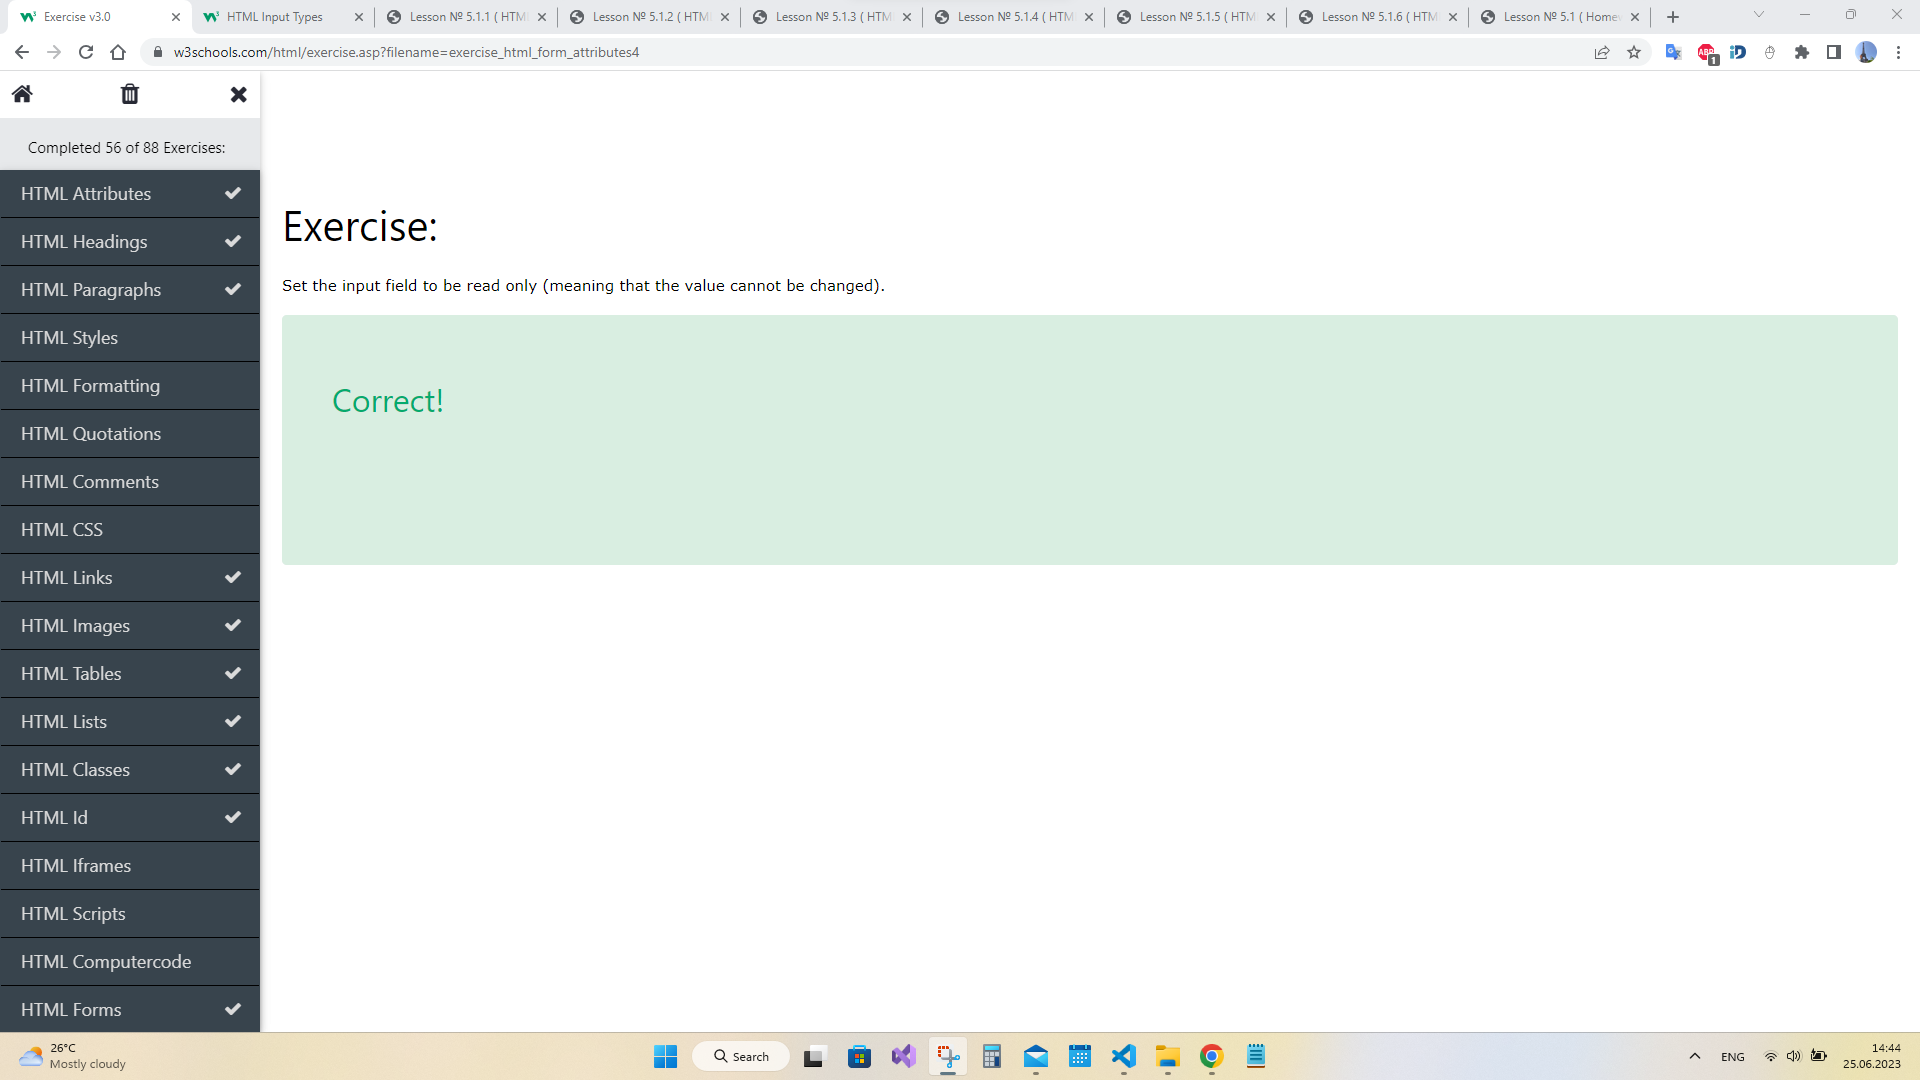 Exercise v3.0
HTML Input Types
Lesson № 5.1.1 ( HTM
Lesson № 5.1.2 ( HTM
Lesson № 5.1.3 ( HTM
Lesson № 5.1.4 ( HTM
Lesson № 5.1.5 ( HTM
Lesson № 5.1.6 ( HTM
Lesson № 5.1 ( Home
w3schools.com/html/exercise.asp?filename=exercise_html_form_attributes4
ABP
1
Completed 56 of 88 Exercises:
HTML Attributes
HTML Headings
HTML Paragraphs
HTML Styles
HTML Formatting
HTML Quotations
HTML Comments
HTML CSS
HTML Links
HTML Images
HTML Tables
HTML Lists
HTML Classes
HTML Id
HTML Iframes
HTML Scripts
HTML Computercode
HTML Forms
Exercise:
Set the input field to be read only (meaning that the value cannot be changed).
Correct!
26°C
Mostly cloudy
Search
ENG
14:44
25.06.2023